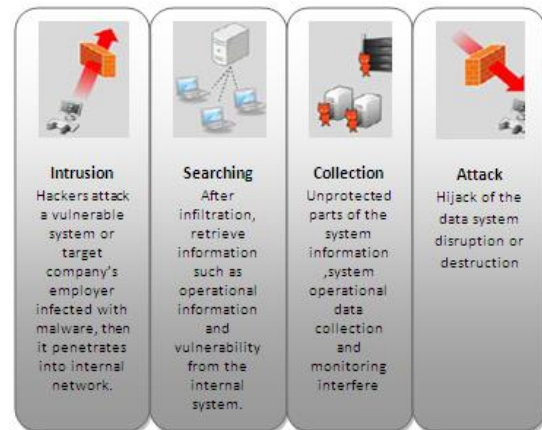 Intrusion
Hackers attack
a vulnerable
system or
target
company's
employer
infected with
malware, then
it penetrates
into internal
network.
Searching
After
infiltration,
retrieve
information
such as
operational
information
and
vulnerability
from the
internal
system.
Collection
Unprotected
parts of the
system
information
,system
operational
data
collection
and
monitoring
interfere
Attack
Hijack of the
data system
disruption or
destruction